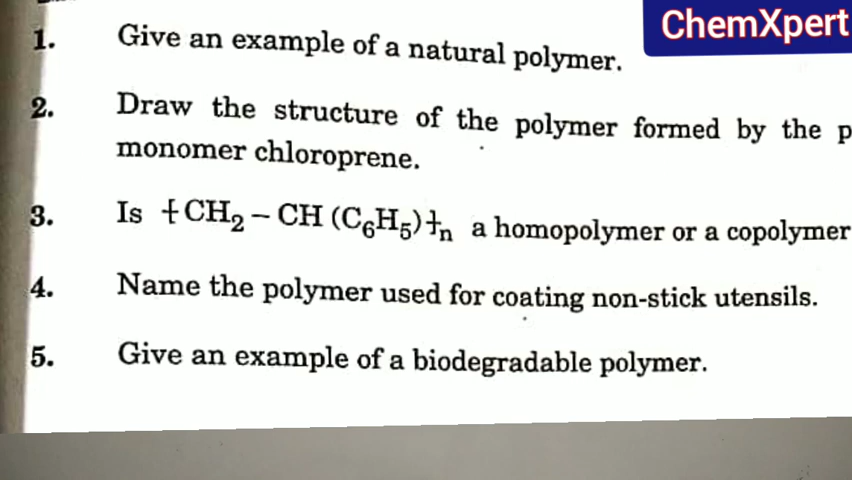 ChemXpert
1. Give an example of a natural polymer.
2. Draw the structure of the polymer formed by the p
monomer chloroprene.
3. Is ⁅CH₂ – CH (C₆H₅)⁆ₙ a homopolymer or a copolymer
4. Name the polymer used for coating non-stick utensils.
5. Give an example of a biodegradable polymer.